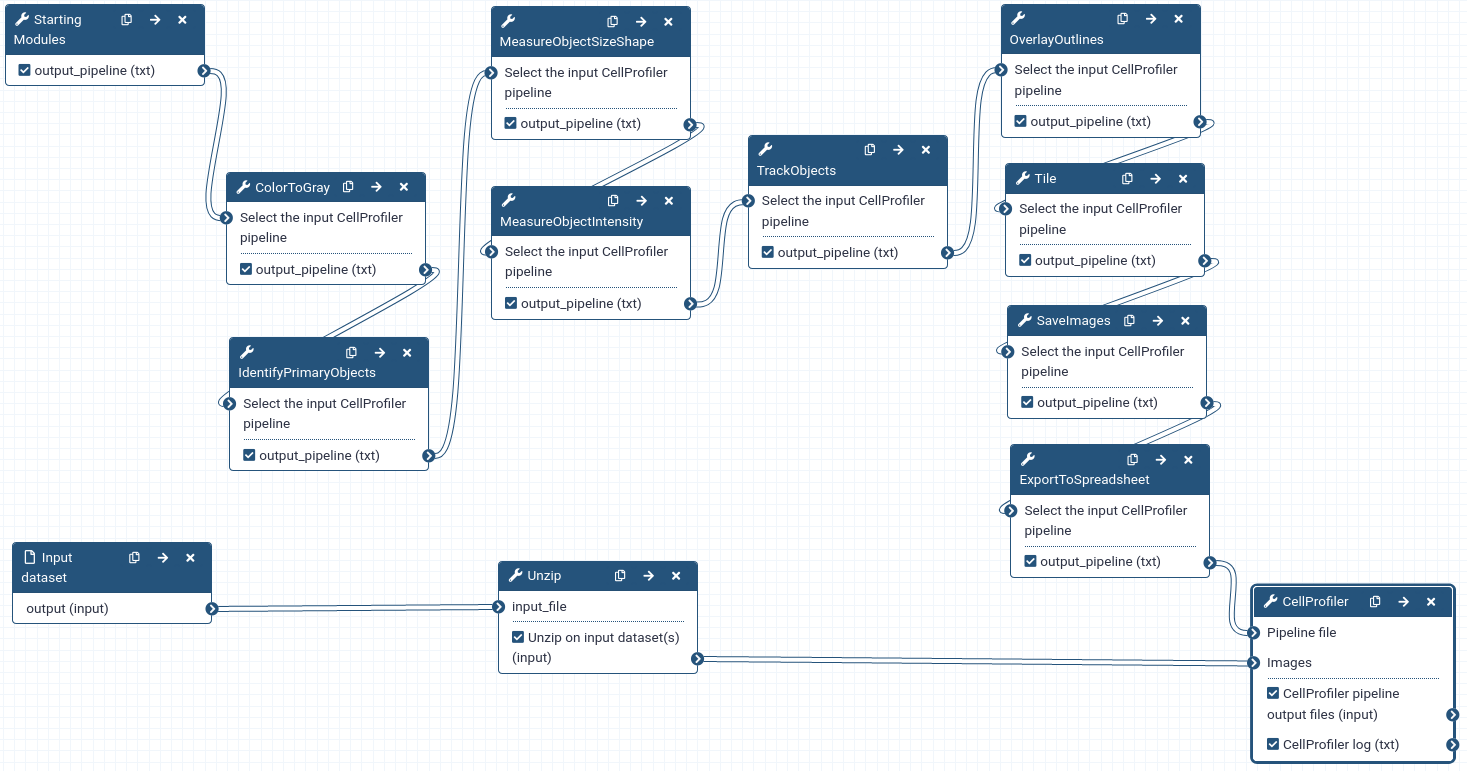 Starting
Modules
output_pipeline (txt)
ColorToGray
Select the input CellProfiler
pipeline
output_pipeline (txt)
IdentifyPrimaryObjects
Select the input CellProfiler
pipeline
output_pipeline (txt)
MeasureObjectSizeShape
Select the input CellProfiler
pipeline
output_pipeline (txt)
MeasureObjectIntensity
Select the input CellProfiler
pipeline
output_pipeline (txt)
TrackObjects
Select the input CellProfiler
pipeline
output_pipeline (txt)
OverlayOutlines
Select the input CellProfiler
pipeline
output_pipeline (txt)
Tile
Select the input CellProfiler
pipeline
output_pipeline (txt)
SaveImages
Select the input CellProfiler
pipeline
output_pipeline (txt)
ExportToSpreadsheet
Select the input CellProfiler
pipeline
output_pipeline (txt)
Input
dataset
output (input)
Unzip
input_file
Unzip on input dataset(s)
(input)
CellProfiler
Pipeline file
Images
CellProfiler pipeline
output files (input)
CellProfiler log (txt)